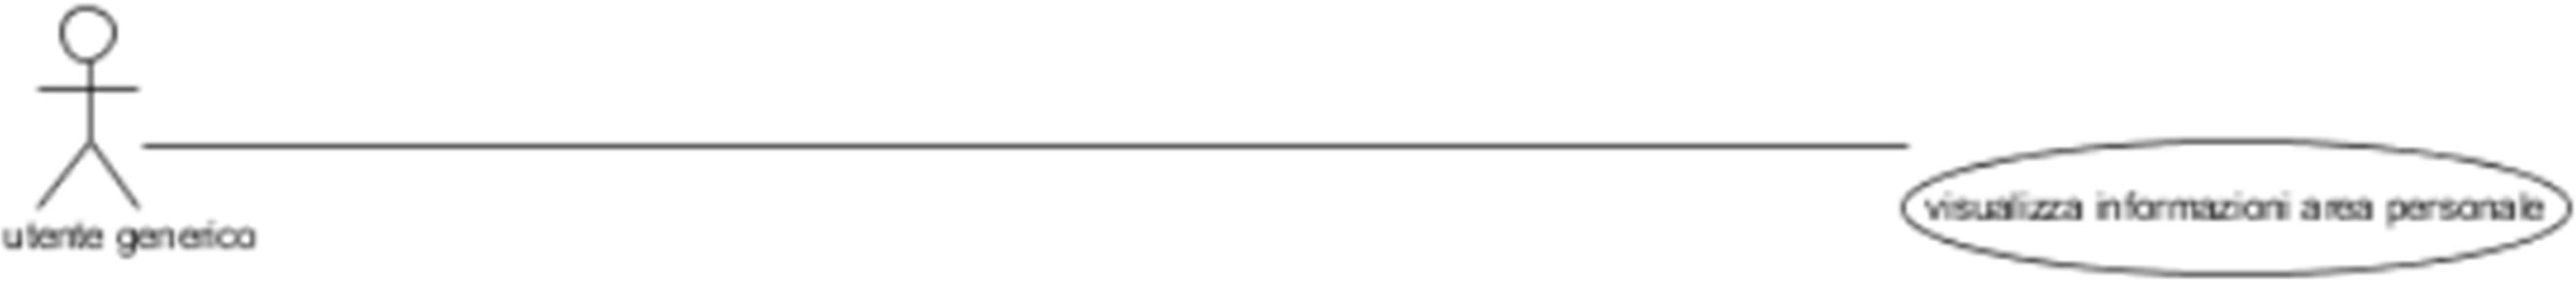 utente generico
visualizza informazioni area personale